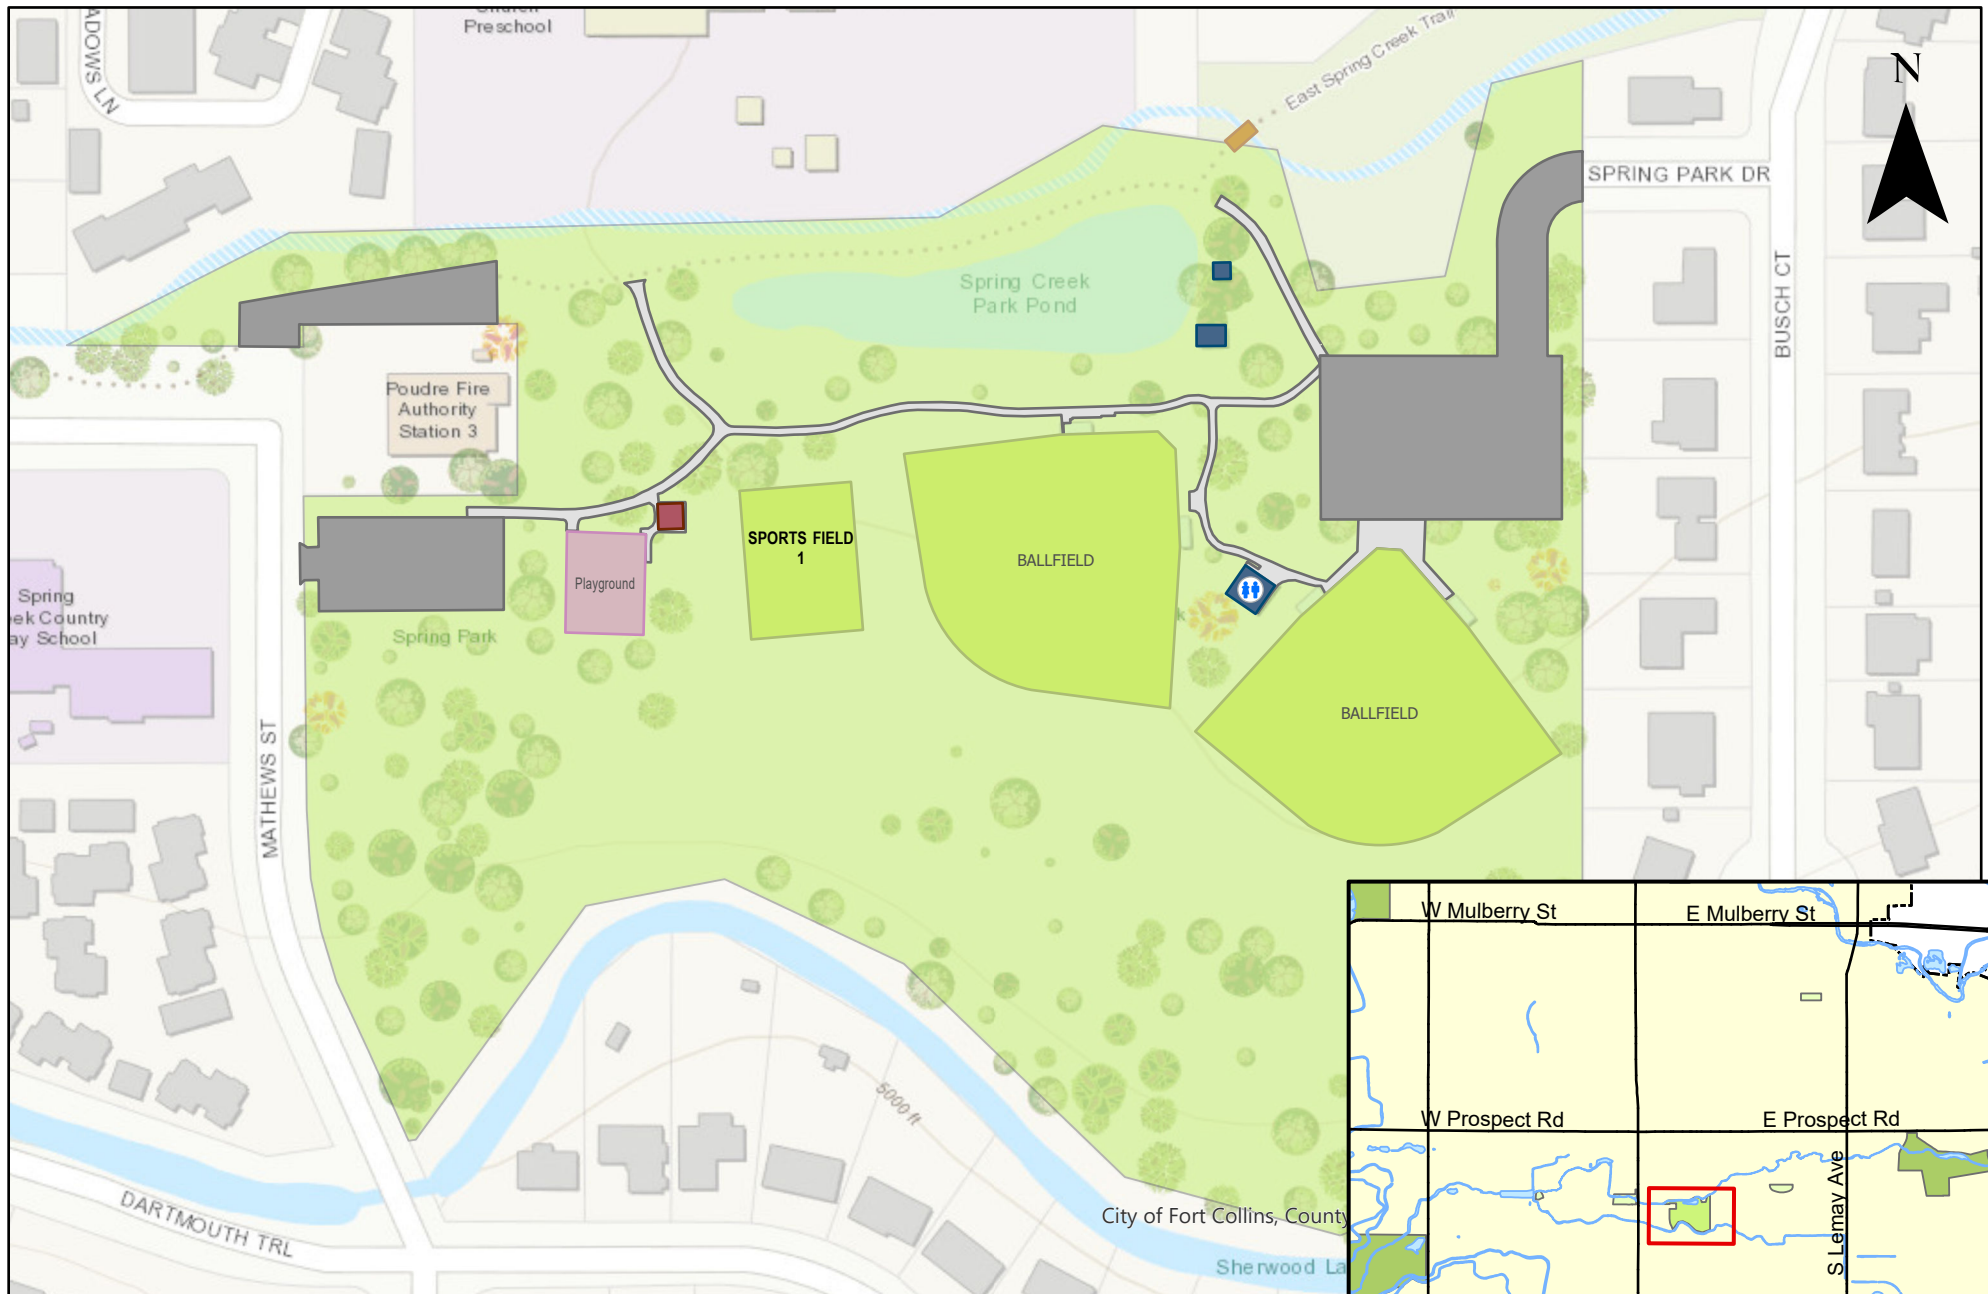 Preschool
East Spring Creek Trail
N
SPRING PARK DR
Spring Creek
Park Pond
BUSCH CT
Poudre Fire
Authority
Station 3
SPORTS FIELD
1
BALLFIELD
Playground
Spring
ek Country
ay School
Spring Park
k
BALLFIELD
MATHEWS ST
W Mulberry St
E Mulberry St
5000 ft
W Prospect Rd
E Prospect Rd
S Lemay Ave
DARTMOUTH TRL
City of Fort Collins, County
Sherwood La
ADOWS LN